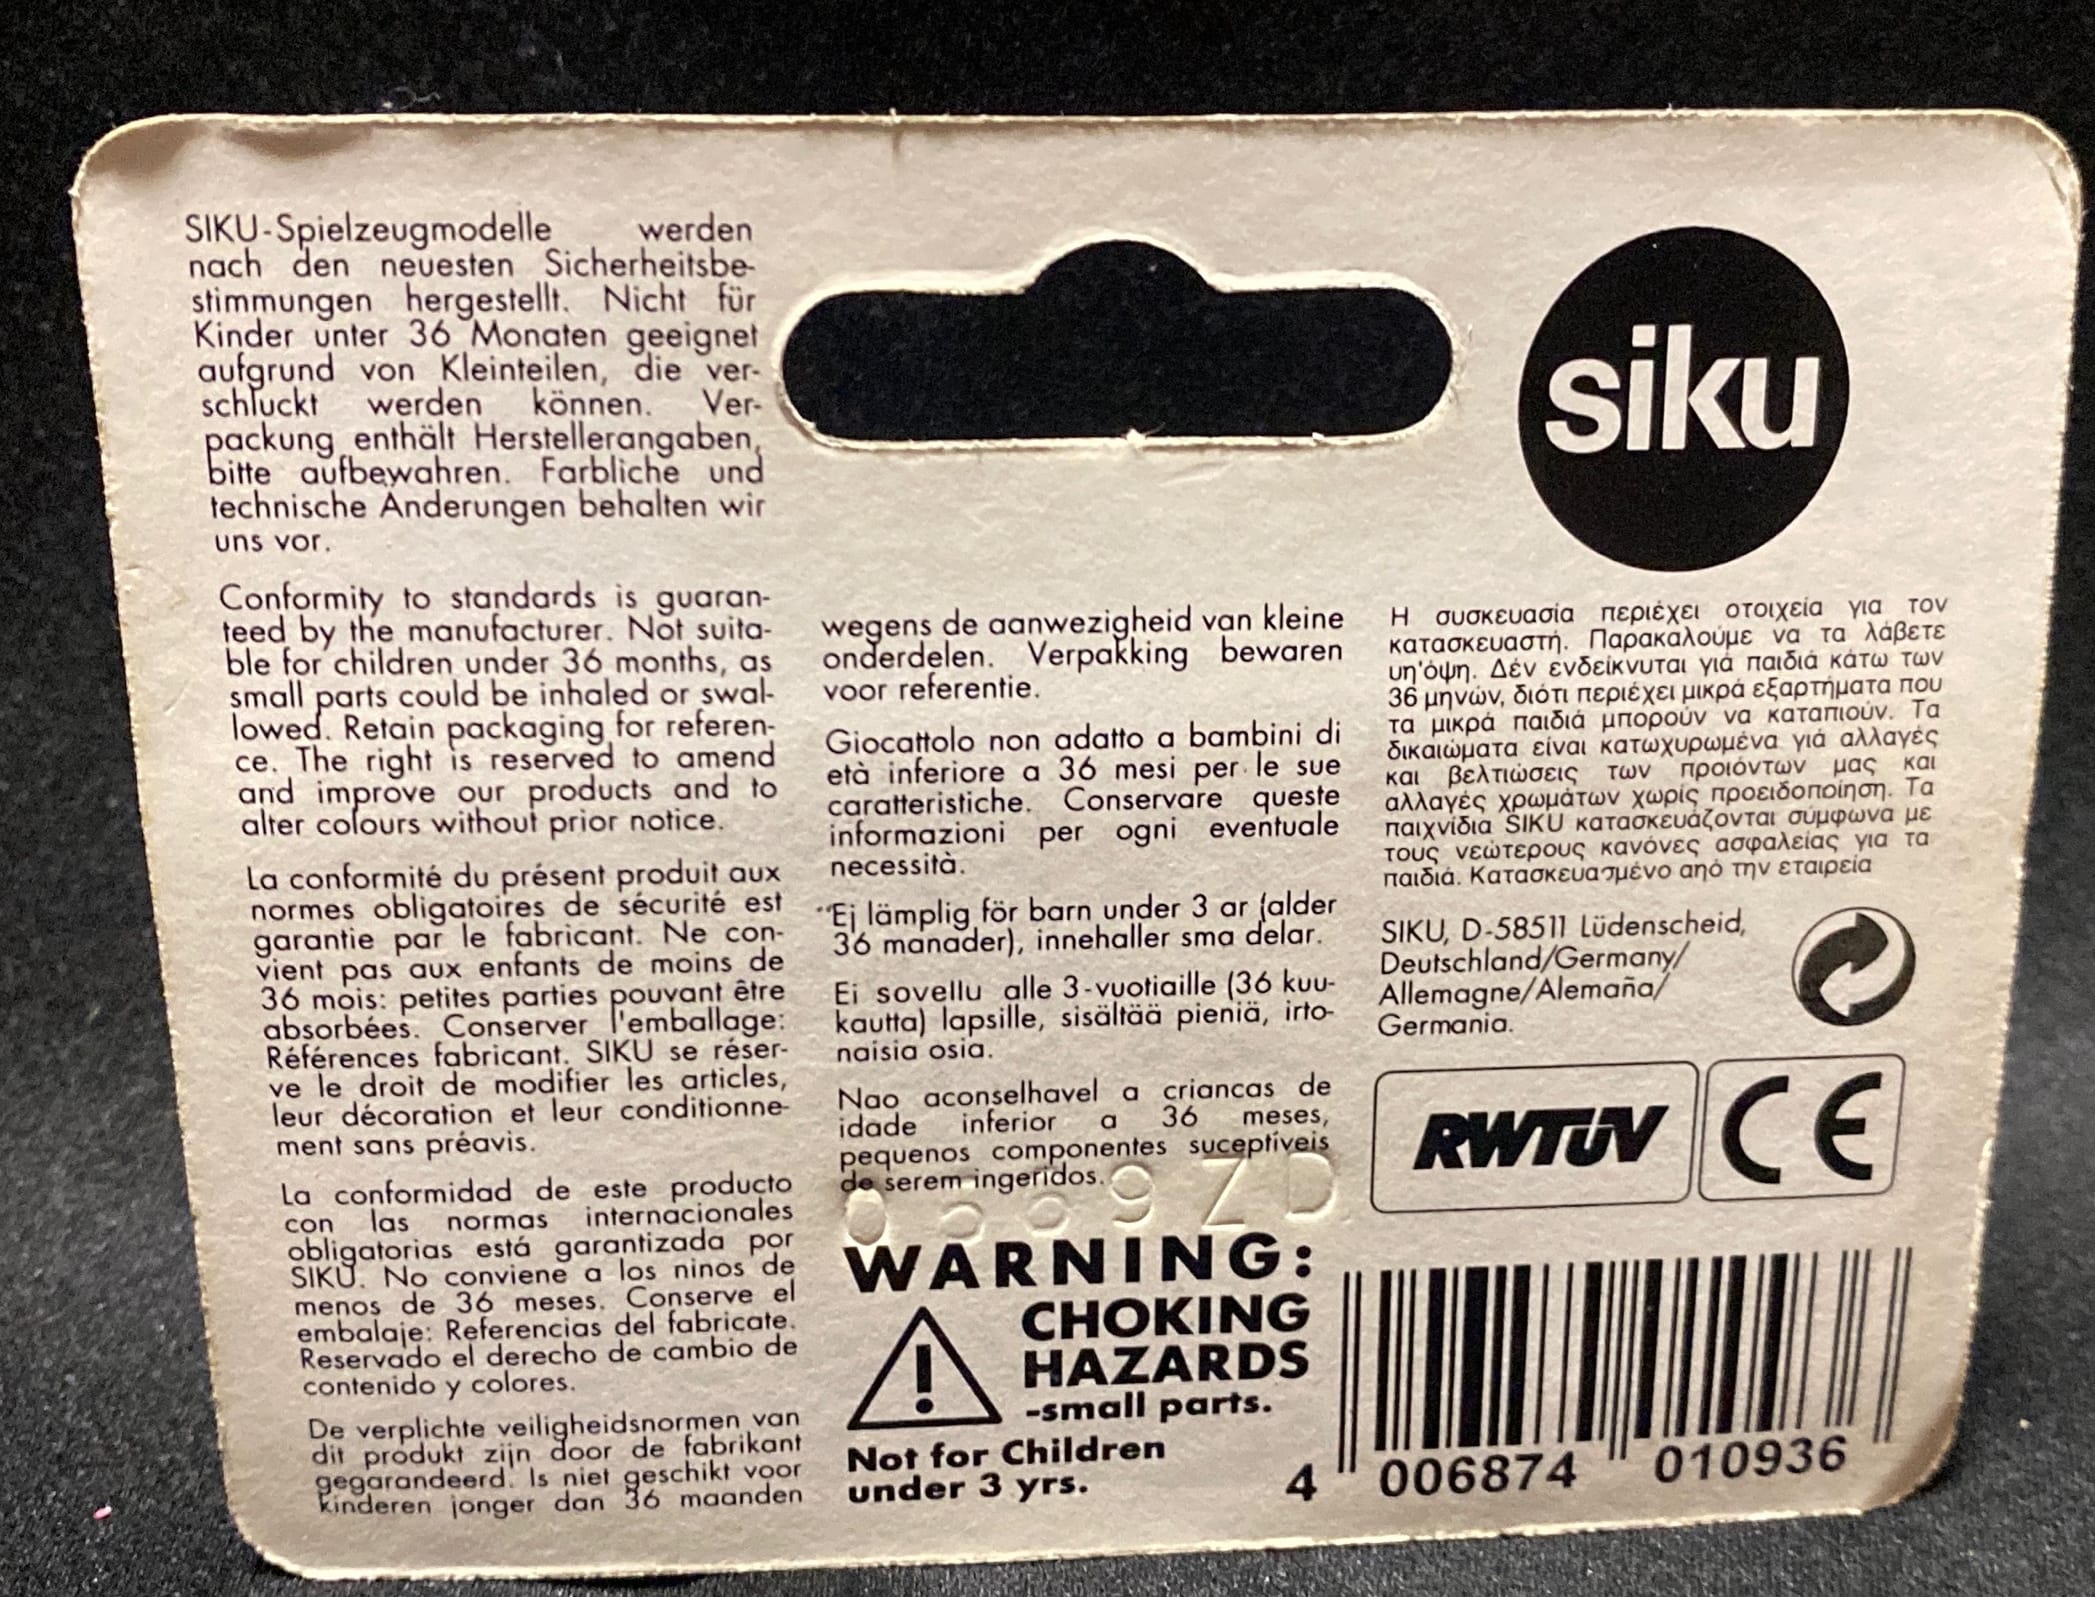 SIKU-Spielzeugmodelle werden
nach den neuesten Sicherheitsbe-
stimmungen hergestellt. Nicht für
Kinder unter 36 Monaten geeignet
aufgrund von Kleinteilen, die ver-
schluckt werden können. Ver-
packung enthält Herstellerangaben,
bitte aufbewahren. Farbliche und
technische Änderungen behalten wir
uns vor.
Conformity to standards is guaran-
teed by the manufacturer. Not suita-
ble for children under 36 months, as
small parts could be inhaled or swal-
lowed. Retain packaging for referen-
ce. The right is reserved to amend
and improve our products and to
alter colours without prior notice.
La conformité du présent produit aux
normes obligatoires de sécurité est
garantie par le fabricant. Ne con-
vient pas aux enfants de moins de
36 mois: petites parties pouvant être
absorbées. Conserver l'emballage:
Références fabricant. SIKU se réser-
ve le droit de modifier les articles,
leur décoration et leur conditionne-
ment sans préavis.
La conformidad de este producto
con las normas internacionales
obligatorias está garantizada por
SIKU. No conviene a los ninos de
menos de 36 meses. Conserve el
embalaje: Referencias del fabricate.
Reservado el derecho de cambio de
contenido y colores.
De verplichte veiligheidsnormen van
dit produkt zijn door de fabrikant
gegarandeerd. Is niet geschikt voor
kinderen jonger dan 36 maanden
wegens de aanwezigheid van kleine
onderdelen. Verpakking bewaren
voor referentie.
Giocattolo non adatto a bambini di
età inferiore a 36 mesi per le sue
caratteristiche. Conservare queste
informazioni per ogni eventuale
necessità.
Ej lämplig för barn under 3 ar (alder
36 manader), innehaller sma delar.
Ei sovellu alle 3-vuotiaille (36 kuu-
kautta) lapsille, sisältää pieniä, irto-
naisia osia.
Nao aconselhavel a criancas de
idade inferior a 36 meses,
pequenos componentes suceptíveis
de serem ingeridos.
WARNING:
CHOKING
HAZARDS
-small parts.
Not for Children
under 3 yrs.
siku
Η συσκευασία περιέχει οτοιχεία για τον
κατασκευαστή. Παρακαλούμε να τα λάβετε
υη'όψη. Δέν ενδείκνυται γιά παιδιά κάτω των
36 μηνών, διότι περιέχει μικρά εξαρτήματα που
τα μικρά παιδιά μπορούν να καταπιούν. Τα
δικαιώματα είναι κατωχυρωμένα γιά αλλαγές
και βελτιώσεις των προιόντων μας και
αλλαγές χρωμάτων χωρίς προειδοποίηση. Τα
παιχνίδια SIKU κατασκευάζονται σύμφωνα με
τους νεώτερους κανόνες ασφαλείας για τα
παιδιά. Κατασκευασμένο αηό την εταιρεία
SIKU, D-58511 Lüdenscheid,
Deutschland/Germany/
Allemagne/Alemaña/
Germania.
RWTÜV CE
4 006874 010936